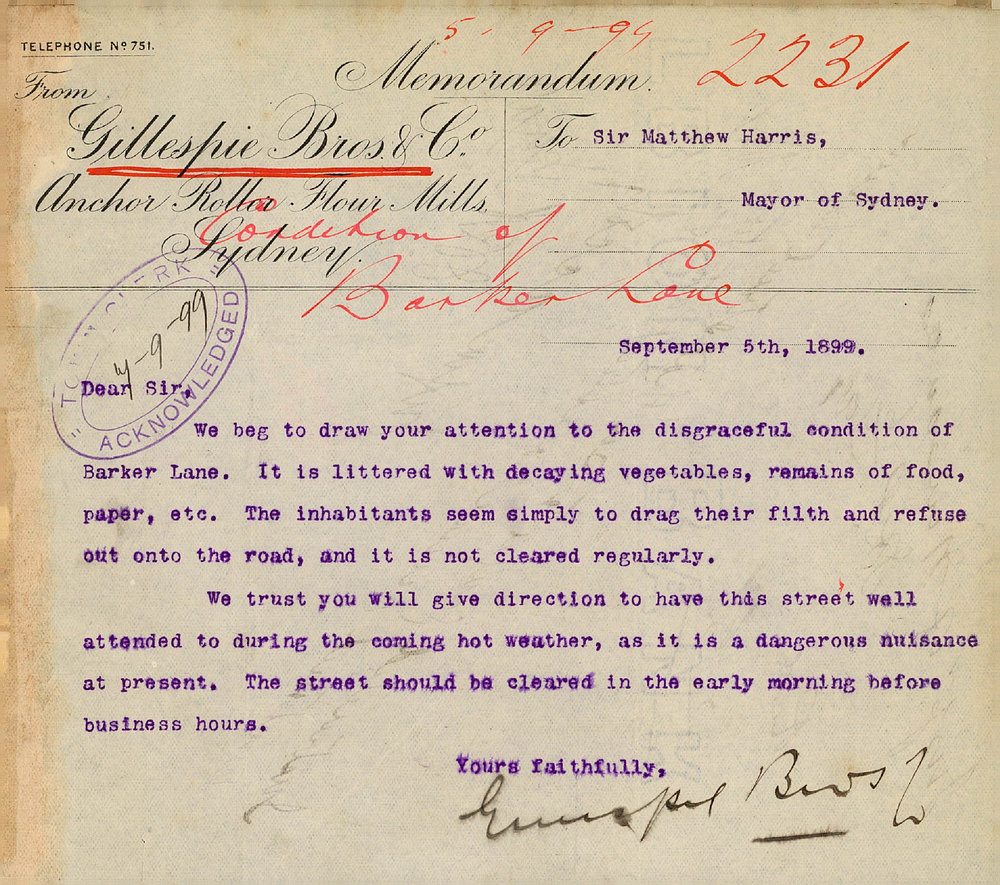 TELEPHONE Nº 751.
5-9-99
2231
Memorandum.
From
Gillespie Bros. & Cº
Anchor Roller Flour Mills,
Sydney.
To Sir Matthew Harris,
Mayor of Sydney.
Condition of
Barker Lane
TOWN CLERK
-9-99
"ACKNOWLEDGED"
September 5th, 1899.
Dear Sir,
We beg to draw your attention to the disgraceful condition of
Barker Lane. It is littered with decaying vegetables, remains of food,
paper, etc. The inhabitants seem simply to drag their filth and refuse
out onto the road, and it is not cleared regularly.
We trust you will give direction to have this street well
attended to during the coming hot weather, as it is a dangerous nuisance
at present. The street should be cleared in the early morning before
business hours.
Yours faithfully,
Gillespie Bros & Co